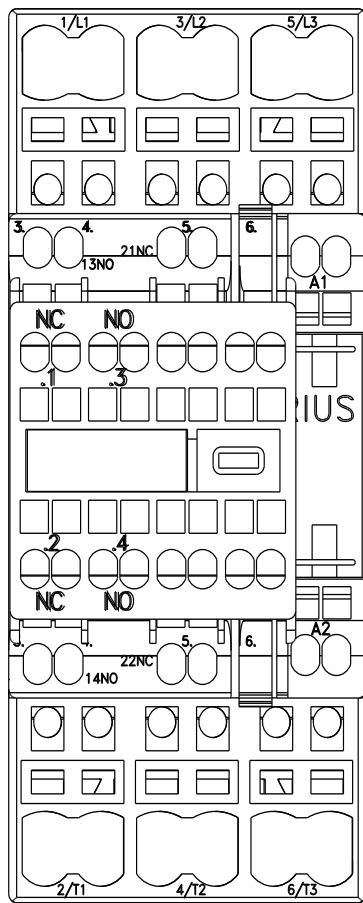 1/L1 3/L2 5/L3
3. 4. 5. 6.
13NO 21NC
A1
NC NO
.1 .3
RIUS
.2 .4
NC NO
A2
5. 6.
14NO 22NC
2/T1 4/T2 6/T3